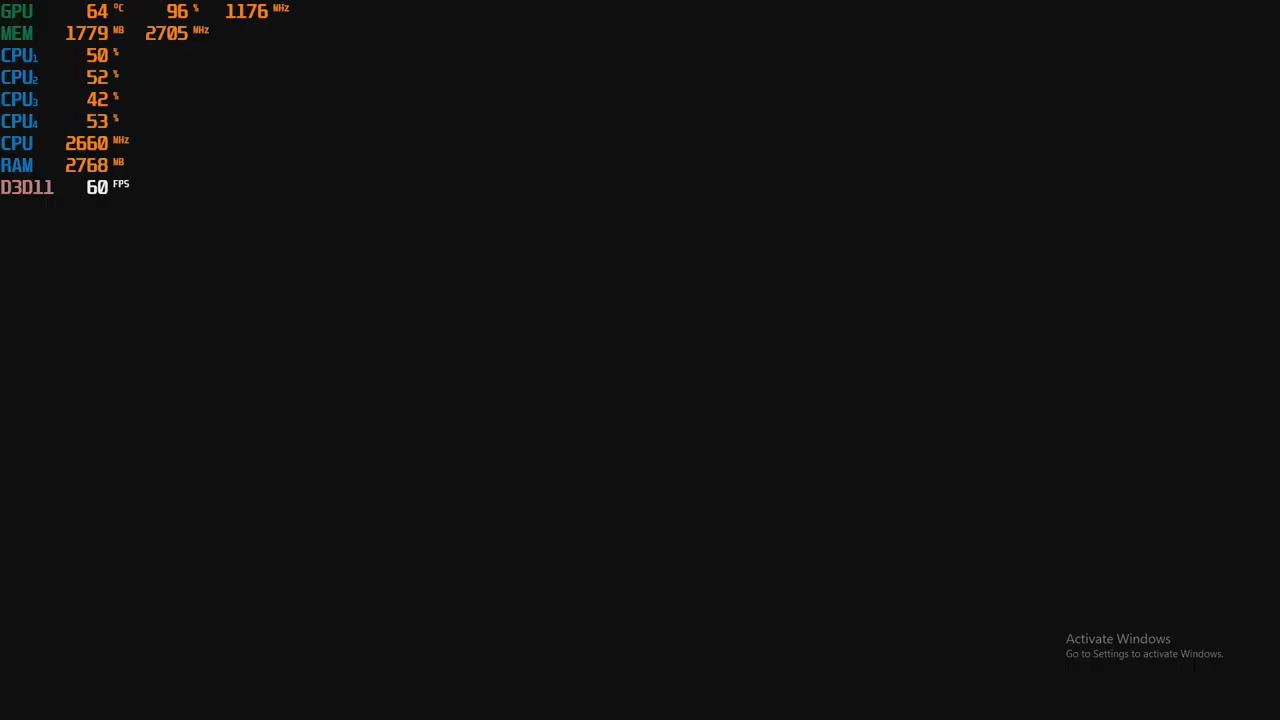 GPU 64 °C 96 % 1176 MHz
MEM 1779 MB 2705 MHz
CPU1 50 %
CPU2 52 %
CPU3 42 %
CPU4 53 %
CPU 2660 MHz
RAM 2768 MB
D3D11 60 FPS
Activate Windows
Go to Settings to activate Windows.